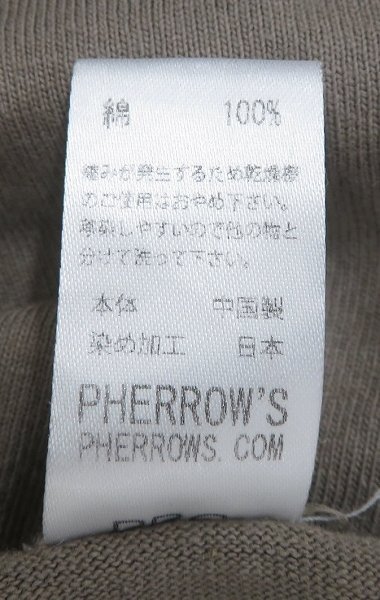 綿 100%
縮みが発生するため乾燥機
のご使用はおやめ下さい。
移染しやすいので他の物と
分けて洗って下さい。
本体 中国製
染め加工 日本
PHERROW'S
PHERROWS.COM